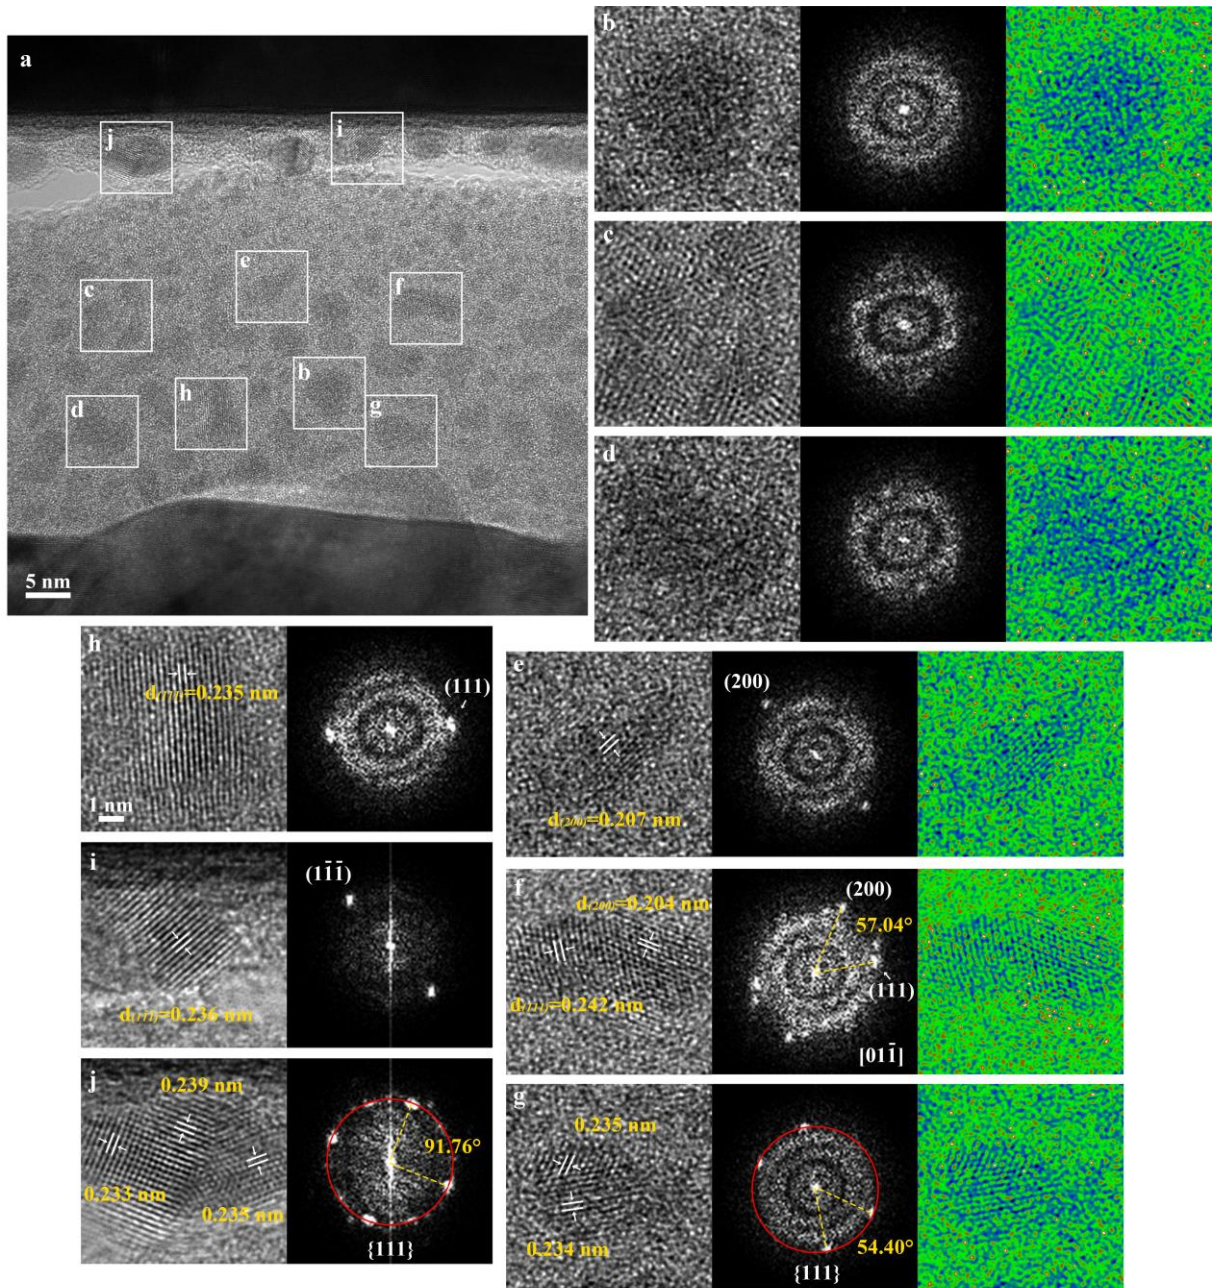 a
j
i
e
c
f
b
h
d
g
5 nm
b
c
d
h
d(111)=0.235 nm
(111)
1 nm
i
(11̄1̄)
d(111)=0.236 nm
j
0.239 nm
91.76°
0.233 nm
0.235 nm
{111}
e
(200)
d(200)=0.207 nm
f
d(200)=0.204 nm
(200)
57.04°
d(111)=0.242 nm
(111)
[011̄]
g
0.235 nm
0.234 nm
54.40°
{111}